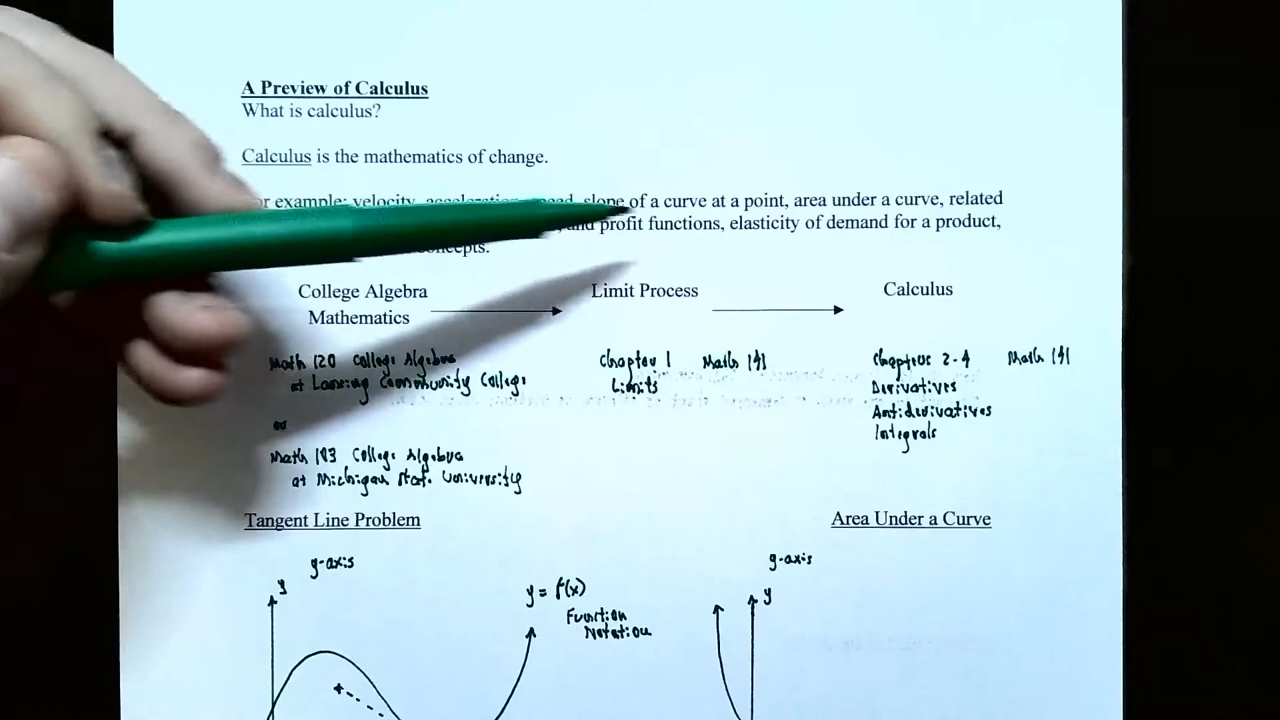 A Preview of Calculus
What is calculus?
Calculus is the mathematics of change.
example: velocity, slope of a curve at a point, area under a curve, related
and profit functions, elasticity of demand for a product,
College Algebra
Mathematics
Limit Process
Calculus
Math 120 College Algebra
at Lansing Community College
or
Math 103 College Algebra
at Michigan State University
Chapter 1 Math 141
Limits
Chapters 2-4 Math 141
Derivatives
Antiderivatives
Integrals
Tangent Line Problem
Area Under a Curve
y-axis
y
y = f(x)
Function
Notation
y-axis
y